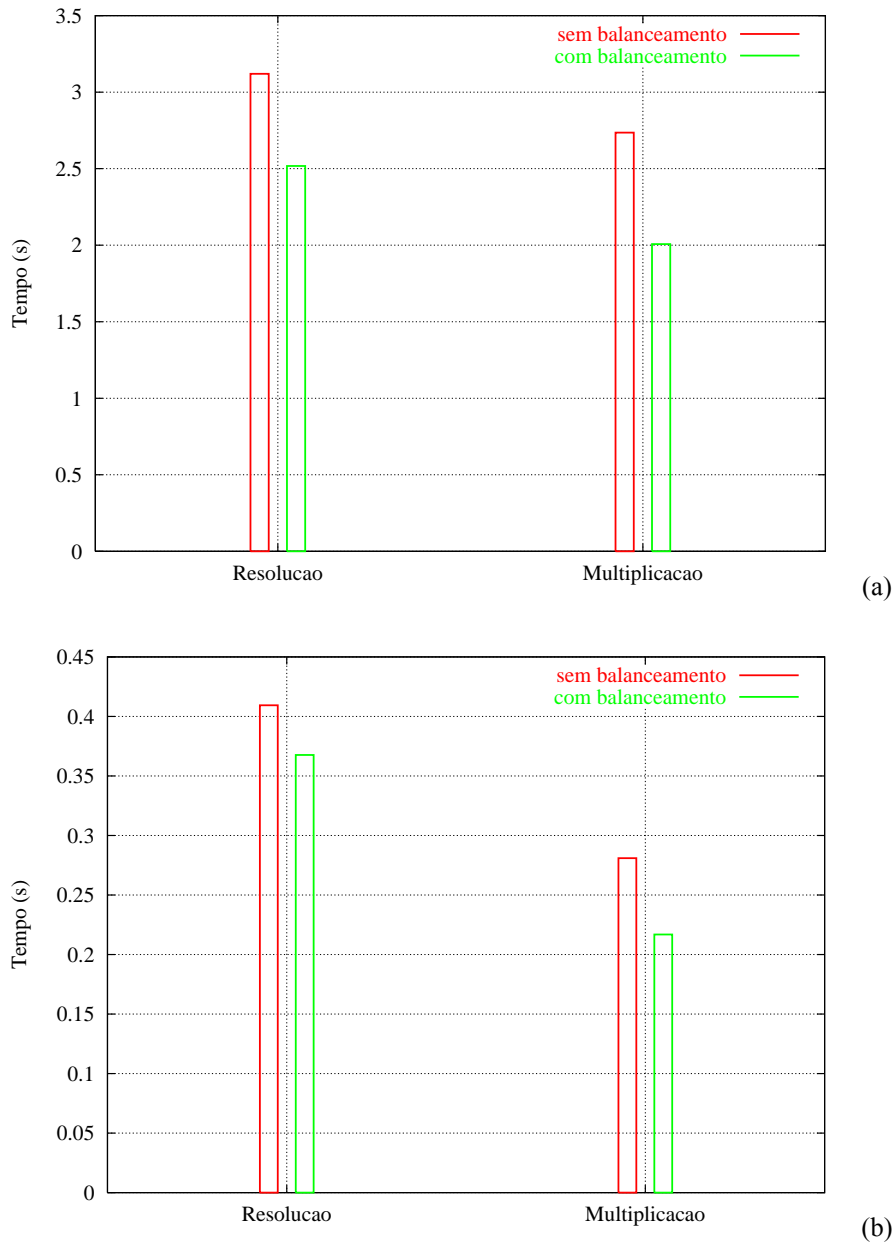 3.5
sem balanceamento
com balanceamento
3
2.5
2
Tempo (s)
1.5
1
0.5
0
Resolucao Multiplicacao
(a)
0.45
sem balanceamento
com balanceamento
0.4
0.35
0.3
0.25
Tempo (s)
0.2
0.15
0.1
0.05
0
Resolucao Multiplicacao
(b)